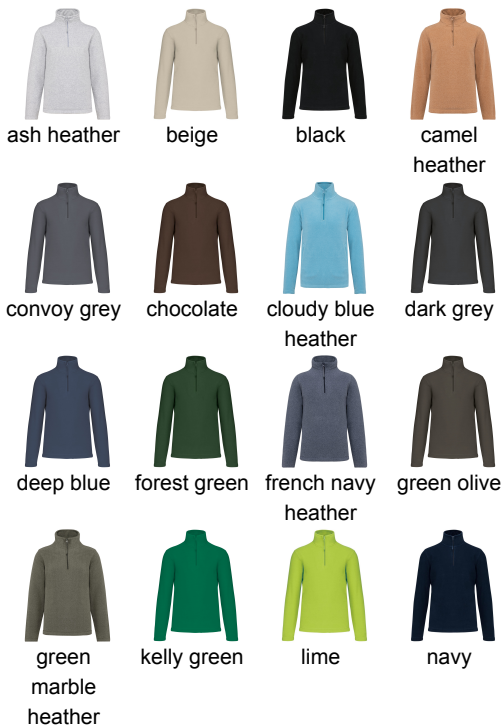 ash heather
beige
black
camel
heather
convoy grey
chocolate
cloudy blue
heather
dark grey
deep blue
forest green
french navy
heather
green olive
green
marble
heather
kelly green
lime
navy